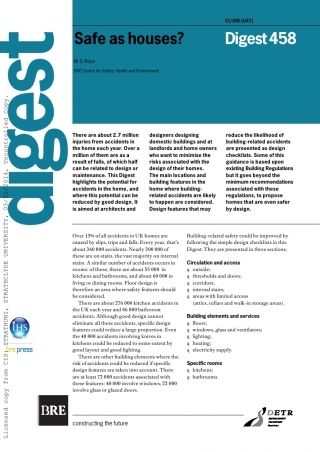 CI/SfB (W7)
Safe as houses?
Digest 458
M S Roys
BRE Centre for Safety, Health and Environment
digest
There are about 2.7 million
injuries from accidents in
the home each year. Over a
million of them are as a
result of falls, of which half
can be related to design or
maintenance. This Digest
highlights the potential for
accidents in the home, and
where this potential can be
reduced by good design. It
is aimed at architects and
designers designing
domestic buildings and at
landlords and home owners
who want to minimise the
risks associated with the
design of their homes.
The main locations and
building features in the
home where building-
related accidents are likely
to happen are considered.
Design features that may
reduce the likelihood of
building-related accidents
are presented as design
checklists. Some of this
guidance is based upon
existing Building Regulations
but it goes beyond the
minimum recommendations
associated with these
regulations, to propose
homes that are even safer
by design.
Over 13% of all accidents in UK homes are
caused by slips, trips and falls. Every year, that's
about 360 000 accidents. Nearly 200 000 of
these are on stairs, the vast majority on internal
stairs. A similar number of accidents occurs in
rooms: of these, there are about 55 000 in
kitchens and bathrooms, and about 60 000 in
living or dining rooms. Floor design is
therefore an area where safety features should
be considered.
There are about 276 000 kitchen accidents in
the UK each year and 86 000 bathroom
accidents. Although good design cannot
eliminate all these accidents, specific design
features could reduce a large proportion. Even
the 40 000 accidents involving knives in
kitchens could be reduced to some extent by
good layout and good lighting.
There are other building elements where the
risk of accidents could be reduced if specific
design features are taken into account. There
are at least 72 000 accidents associated with
these features: 40 000 involve windows, 22 000
involve glass or glazed doors.
Building-related safety could be improved by
following the simple design checklists in this
Digest. They are presented in three sections:
Circulation and access
q outside;
q thresholds and doors;
q corridors;
q internal stairs;
q areas with limited access
(attics, cellars and walk-in storage areas).
Building elements and services
q floors;
q windows, glass and ventilators;
q lighting;
q heating;
q electricity supply.
Specific rooms
q kitchens;
q bathrooms.
Licensed copy from CIS: STRATHUNI, STRATHCLYDE UNIVERSITY, Uncontrolled Copy.
IHS
press
BRE
constructing the future
DETR